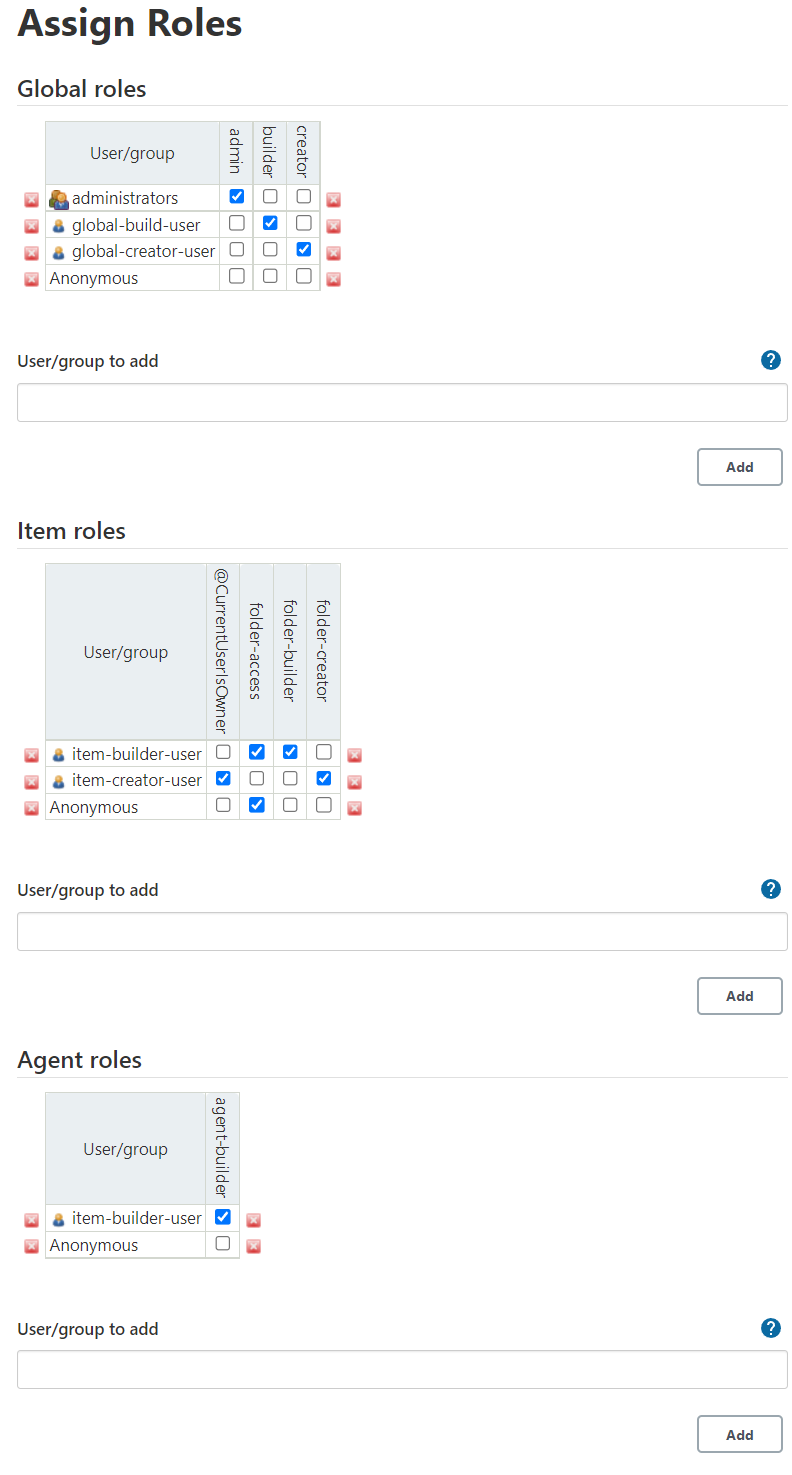 Assign Roles
Global roles
User/group admin builder creator
administrators
global-build-user
global-creator-user
Anonymous
User/group to add
?
Add
Item roles
User/group @CurrentUserIsOwner folder-access folder-builder folder-creator
item-builder-user
item-creator-user
Anonymous
User/group to add
?
Add
Agent roles
User/group agent-builder
item-builder-user
Anonymous
User/group to add
?
Add